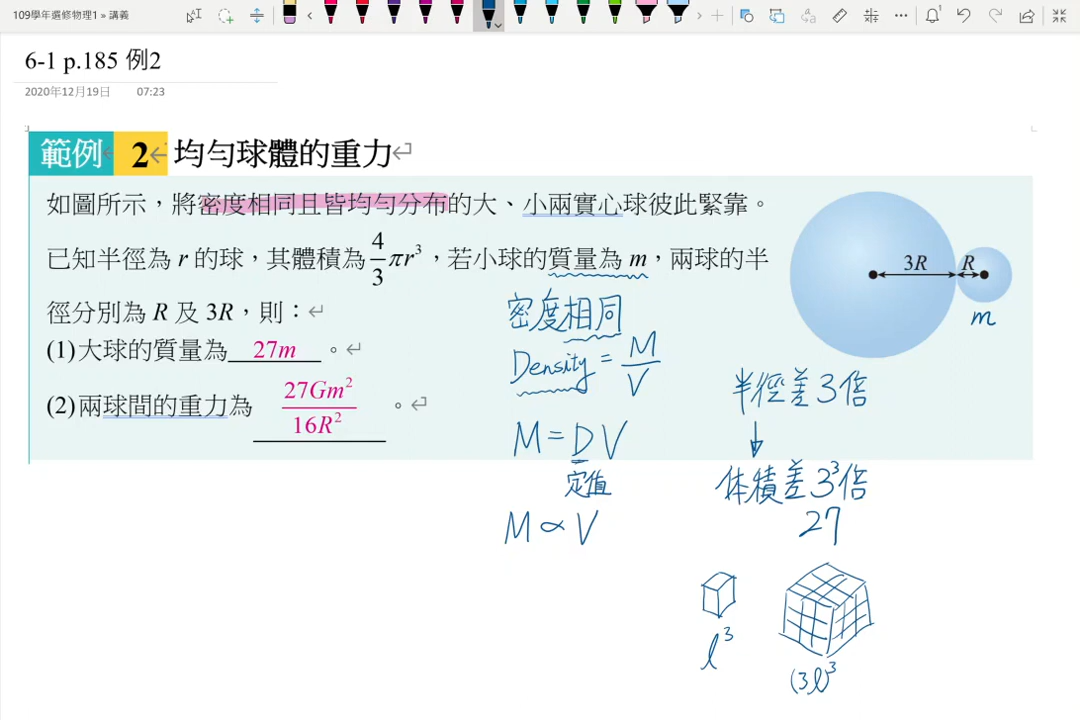 109學年選修物理1 » 講義
6-1 p.185 例2
2020年12月19日 07:23
範例 2 均勻球體的重力
如圖所示，將密度相同且皆均勻分布的大、小兩實心球彼此緊靠。
已知半徑為 r 的球，其體積為 4/3 πr³，若小球的質量為 m，兩球的半
徑分別為 R 及 3R，則：
(1)大球的質量為 27m 。
(2)兩球間的重力為 27Gm²/16R² 。
3R R
m
密度相同
Density = M/V
M = D V
定值
M ∝ V
半徑差3倍
↓
体積差3³倍
27
l³
(3l)³